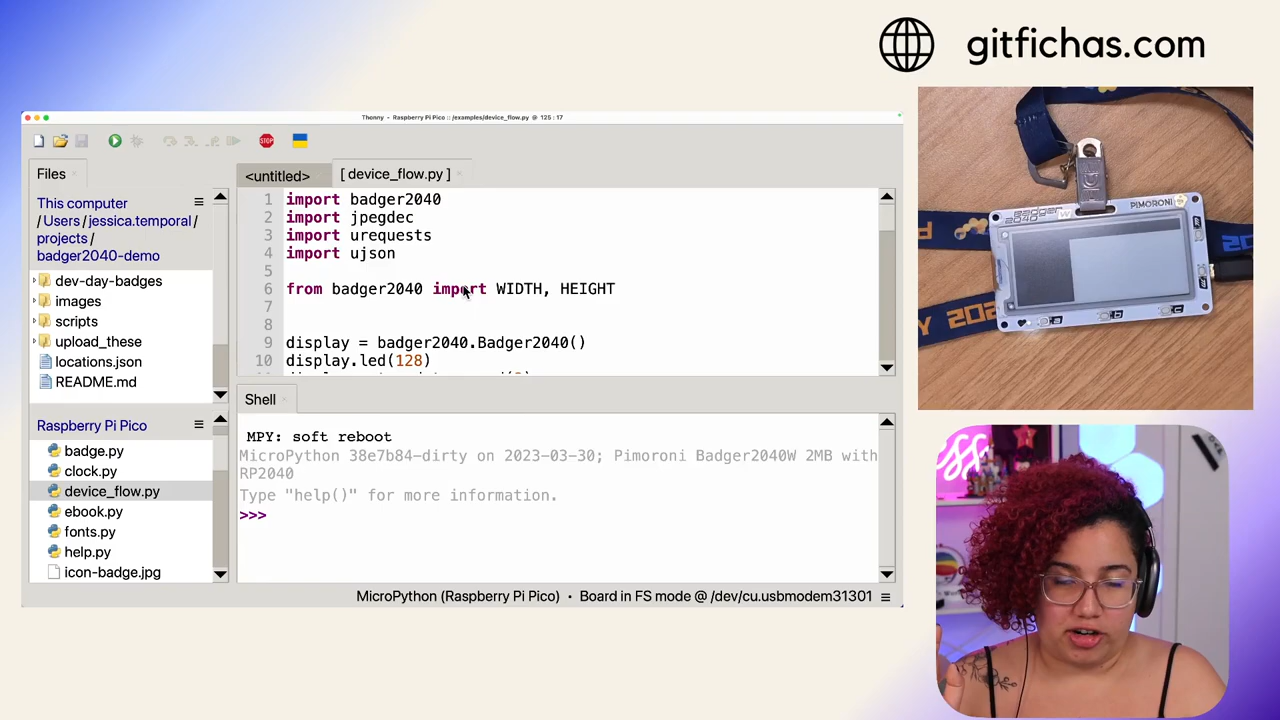 gitfichas.com
Thonny - Raspberry Pi Pico :: /examples/device_flow.py @ 125 : 17
STOP
Files
This computer
/ Users / jessica.temporal /
projects /
badger2040-demo
dev-day-badges
images
scripts
upload_these
locations.json
README.md
Raspberry Pi Pico
badge.py
clock.py
device_flow.py
ebook.py
fonts.py
help.py
icon-badge.jpg
<untitled>
[ device_flow.py ]
1 import badger2040
2 import jpegdec
3 import urequests
4 import ujson
5
6 from badger2040 import WIDTH, HEIGHT
7
8
9 display = badger2040.Badger2040()
10 display.led(128)
Shell
MPY: soft reboot
MicroPython 38e7b84-dirty on 2023-03-30; Pimoroni Badger2040W 2MB with
RP2040
Type "help()" for more information.
>>>
MicroPython (Raspberry Pi Pico) • Board in FS mode @ /dev/cu.usbmodem31301
badger
2040 W
PIMORONI
a
b
c